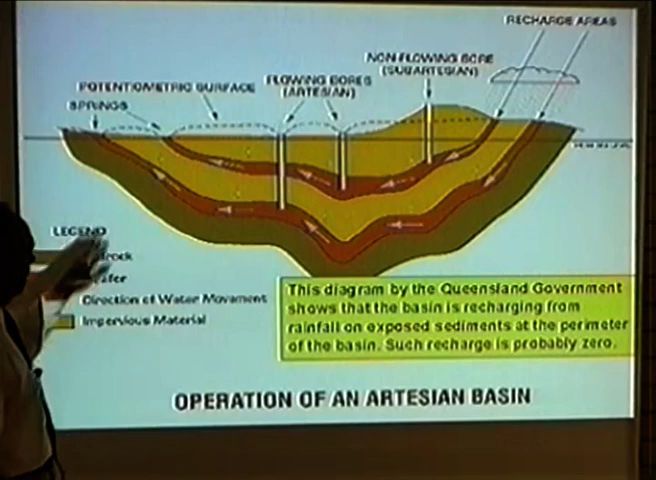 RECHARGE AREAS
NON FLOWING BORE
(SUBARTESIAN)
FLOWING BORES
(ARTESIAN)
POTENTIOMETRIC SURFACE
SPRINGS
LEGEND
Direction of Water Movement
Impervious Material
This diagram by the Queensland Government
shows that the basin is recharging from
rainfall on exposed sediments at the perimeter
of the basin. Such recharge is probably zero.
OPERATION OF AN ARTESIAN BASIN